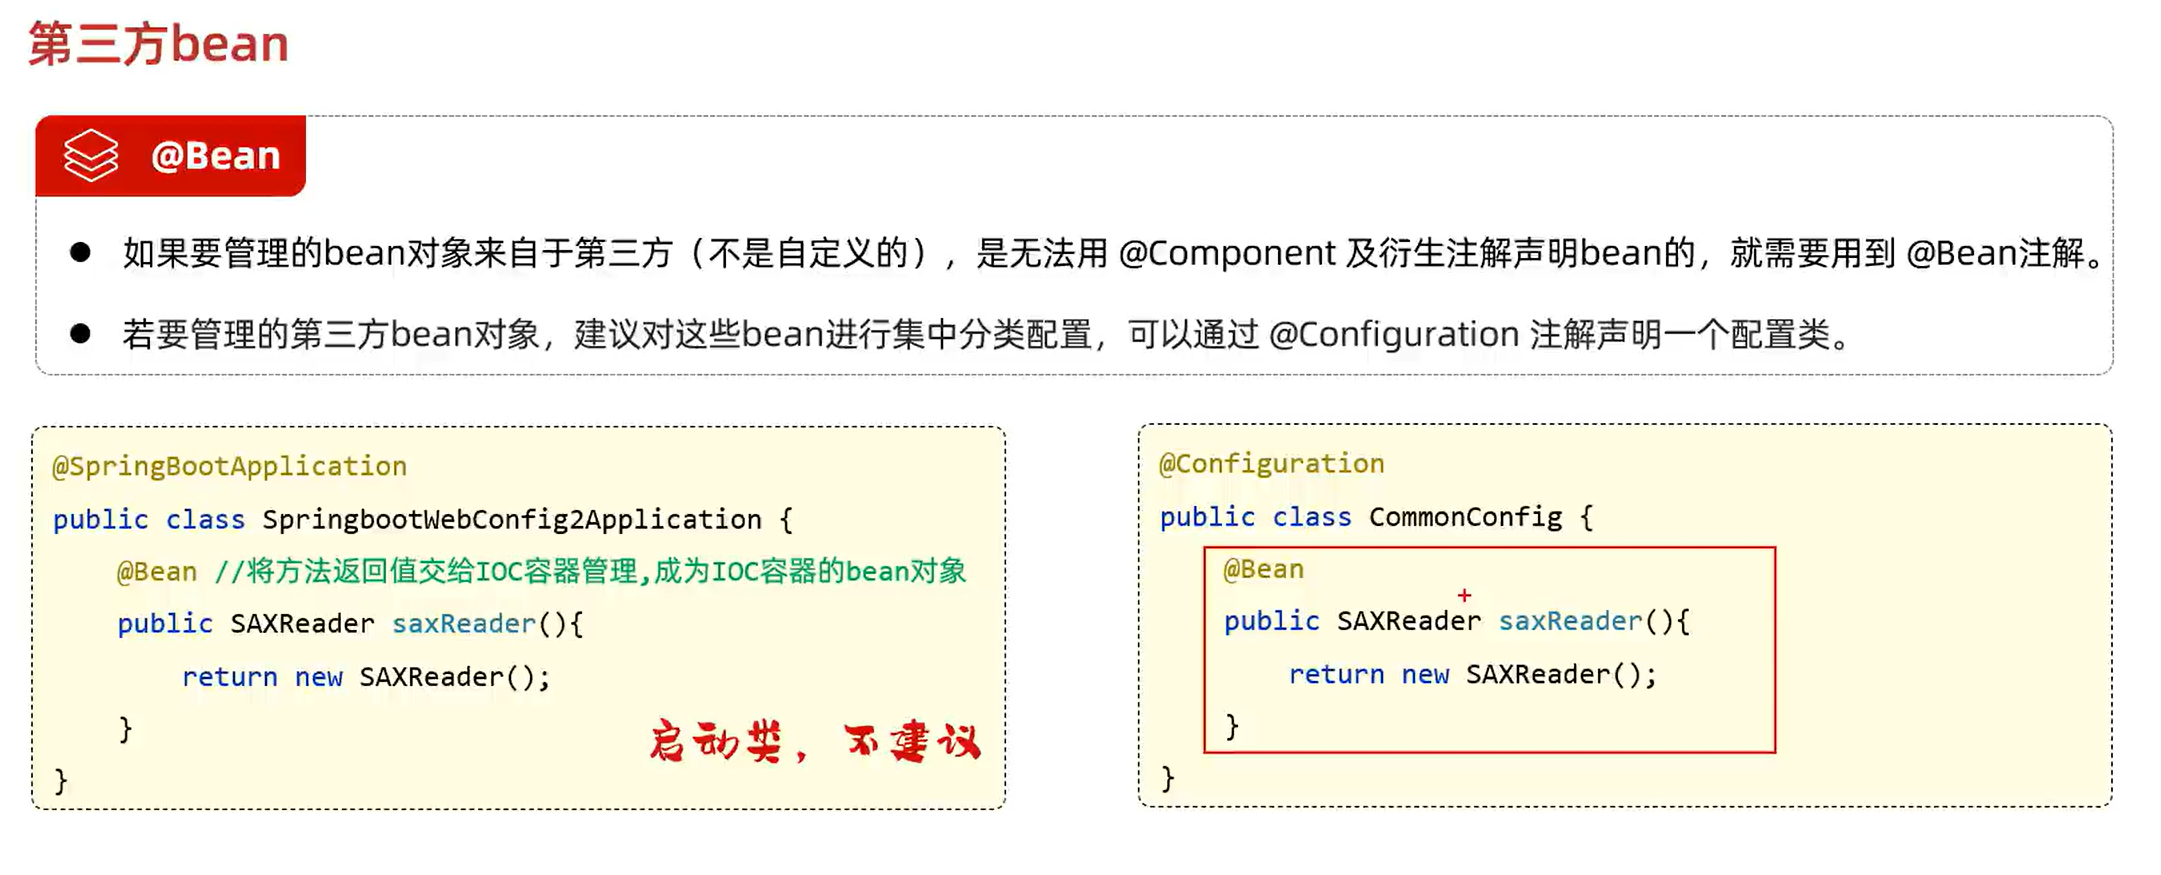 第三方bean
@Bean
● 如果要管理的bean对象来自于第三方（不是自定义的），是无法用 @Component 及衍生注解声明bean的，就需要用到 @Bean注解。
● 若要管理的第三方bean对象，建议对这些bean进行集中分类配置，可以通过 @Configuration 注解声明一个配置类。
@SpringBootApplication
public class SpringbootWebConfig2Application {
@Bean //将方法返回值交给IOC容器管理,成为IOC容器的bean对象
public SAXReader saxReader(){
return new SAXReader();
}
启动类，不建议
}
@Configuration
public class CommonConfig {
@Bean
public SAXReader saxReader(){
return new SAXReader();
}
}